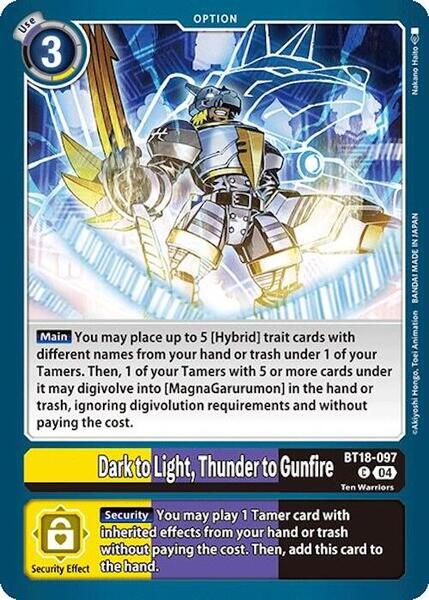 OPTION
Use
3
Nakano Haito
©Akiyoshi Hongo, Toei Animation BANDAI MADE IN JAPAN
Main You may place up to 5 [Hybrid] trait cards with
different names from your hand or trash under 1 of your
Tamers. Then, 1 of your Tamers with 5 or more cards under
it may digivolve into [MagnaGarurumon] in the hand or
trash, ignoring digivolution requirements and without
paying the cost.
Dark to Light, Thunder to Gunfire
BT18-097
C 04
Ten Warriors
Security Effect
Security You may play 1 Tamer card with
inherited effects from your hand or trash
without paying the cost. Then, add this card to
the hand.